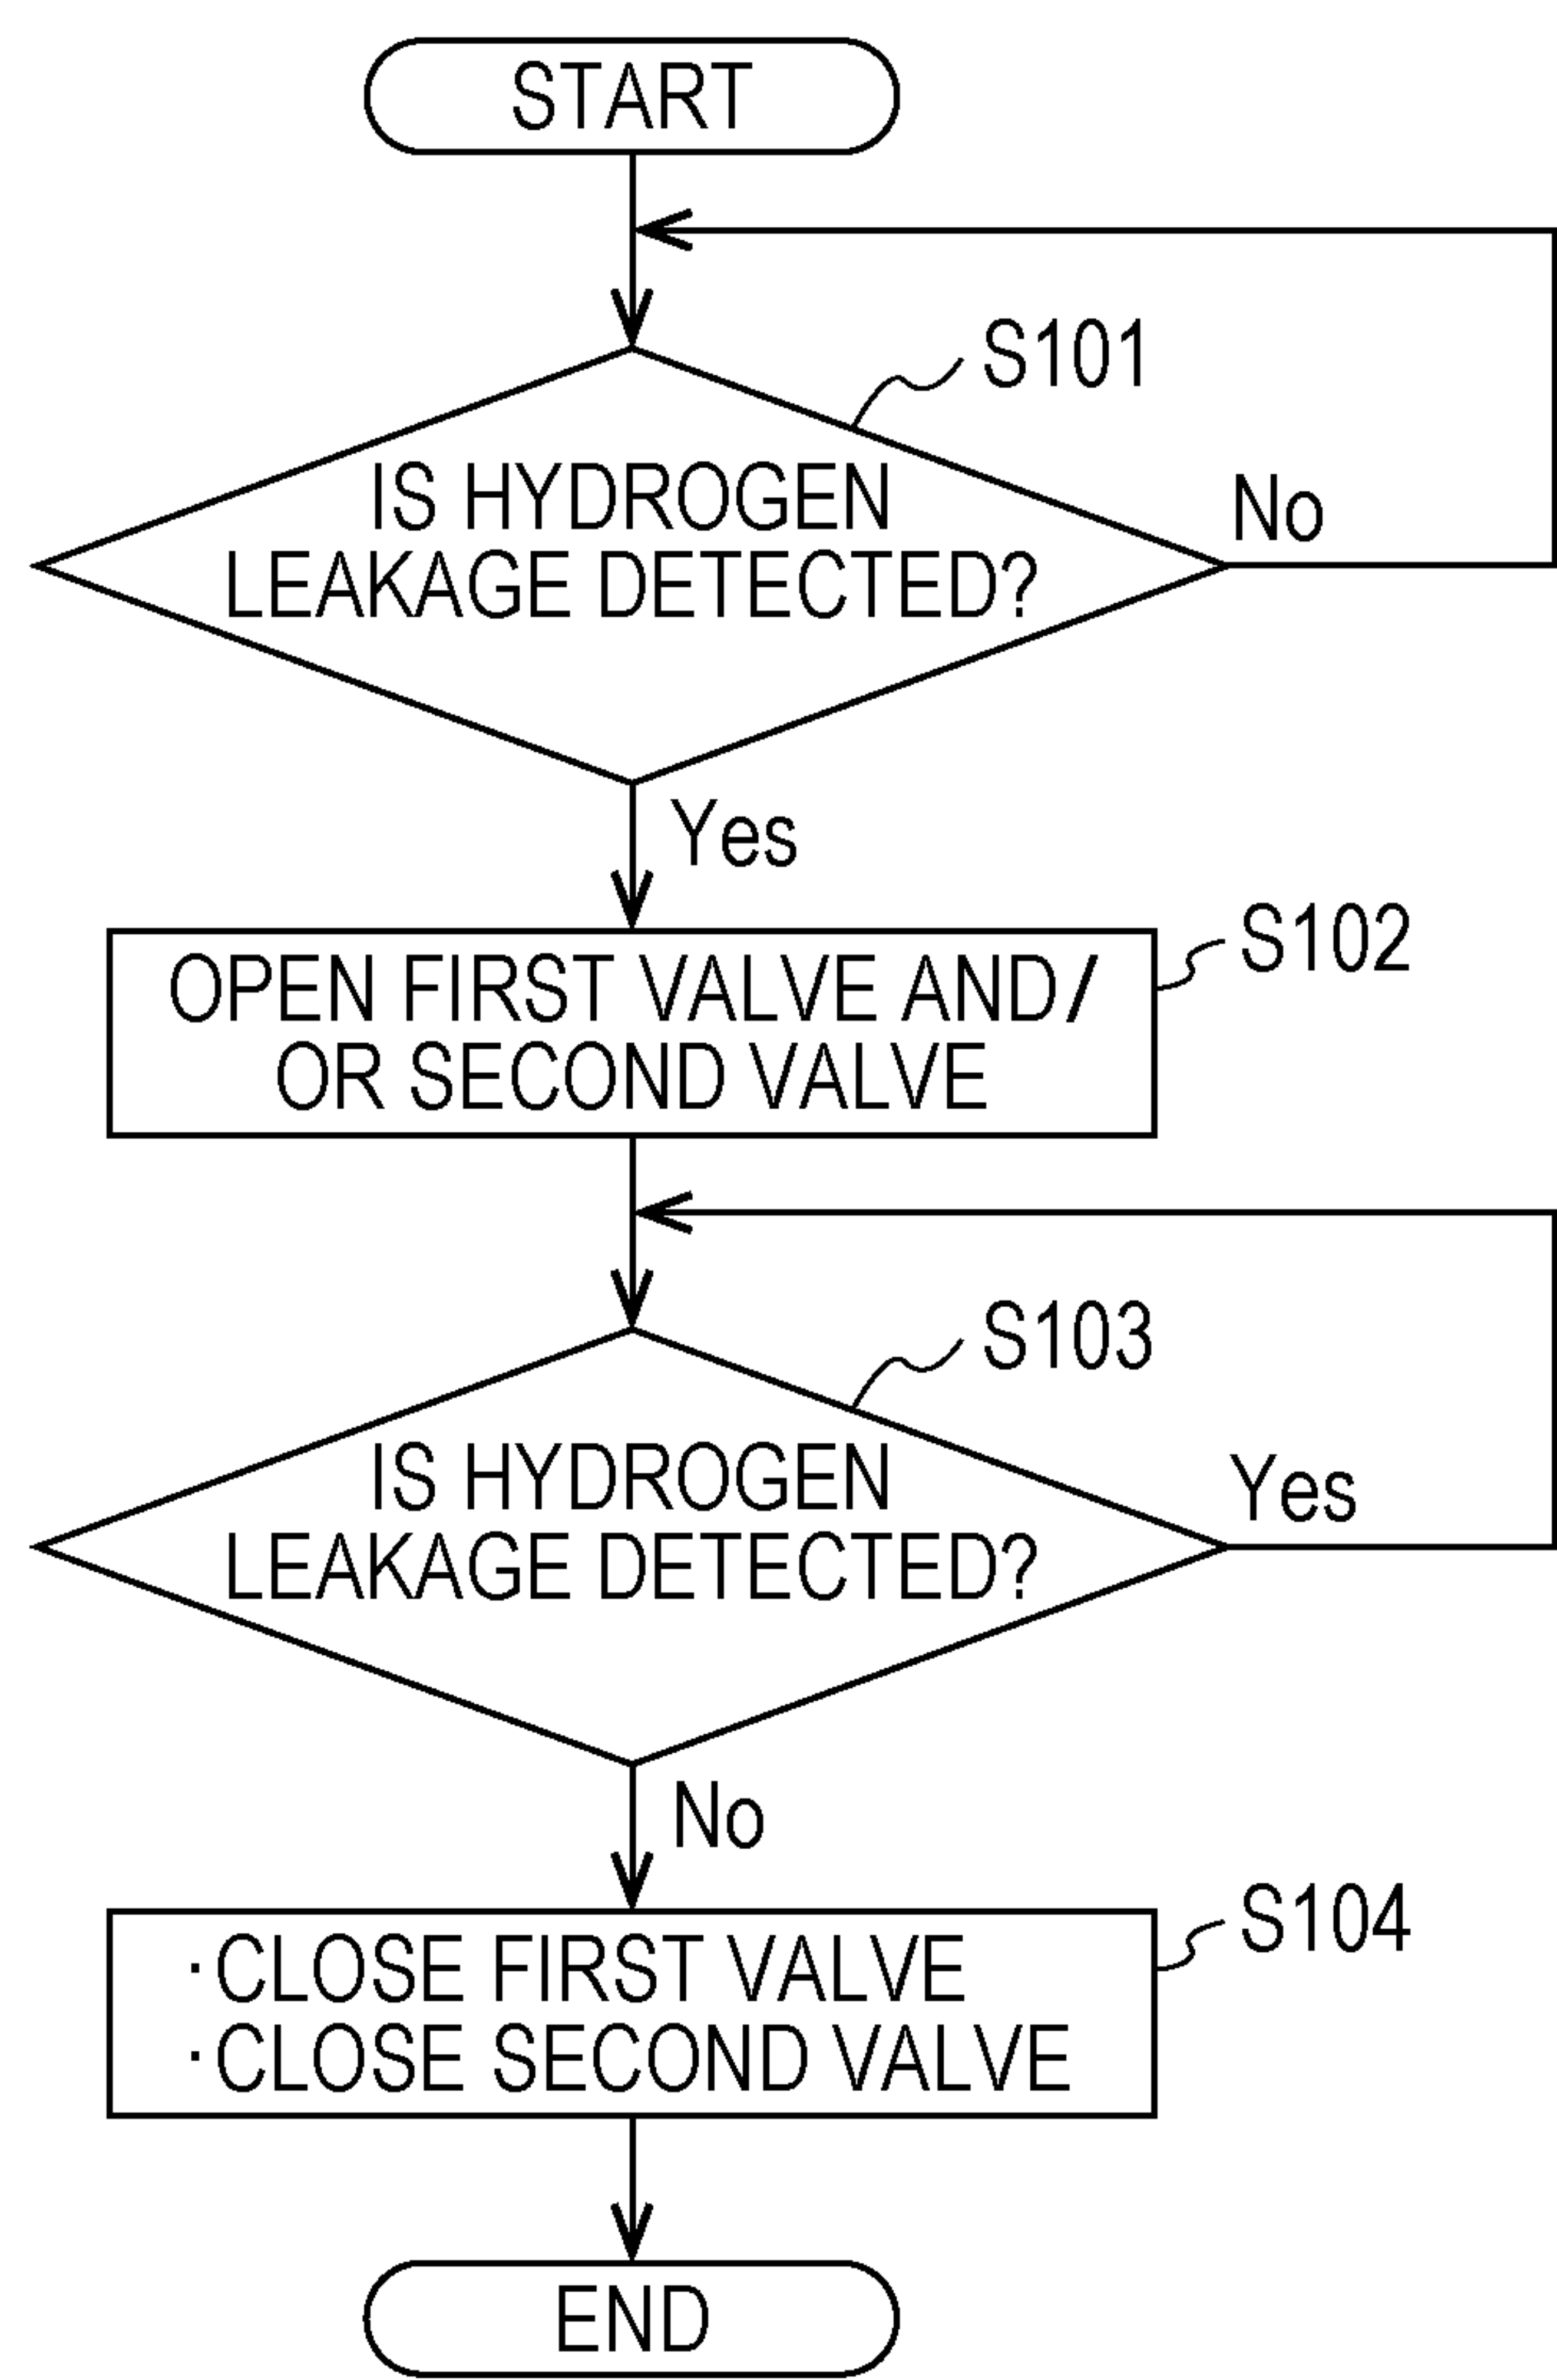 START
S101
IS HYDROGEN
LEAKAGE DETECTED?
No
Yes
S102
OPEN FIRST VALVE AND/
OR SECOND VALVE
S103
IS HYDROGEN
LEAKAGE DETECTED?
Yes
No
S104
·CLOSE FIRST VALVE
·CLOSE SECOND VALVE
END